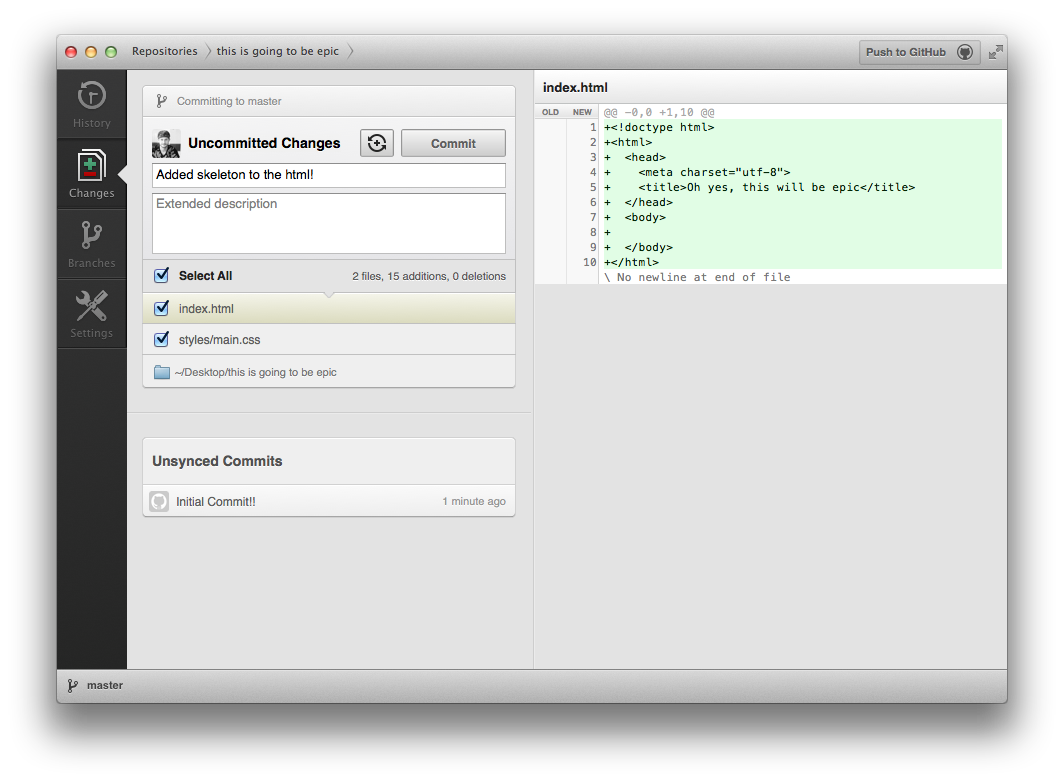 Repositories this is going to be epic
Push to GitHub
History
Changes
Branches
Settings
Committing to master
Uncommitted Changes
Commit
Added skeleton to the html!
Extended description
Select All 2 files, 15 additions, 0 deletions
index.html
styles/main.css
~/Desktop/this is going to be epic
Unsynced Commits
Initial Commit!! 1 minute ago
index.html
OLD NEW @@ -0,0 +1,10 @@
1 +<!doctype html>
2 +<html>
3 +  <head>
4 +    <meta charset="utf-8">
5 +    <title>Oh yes, this will be epic</title>
6 +  </head>
7 +  <body>
8 +
9 +  </body>
10 +</html>
\ No newline at end of file
master